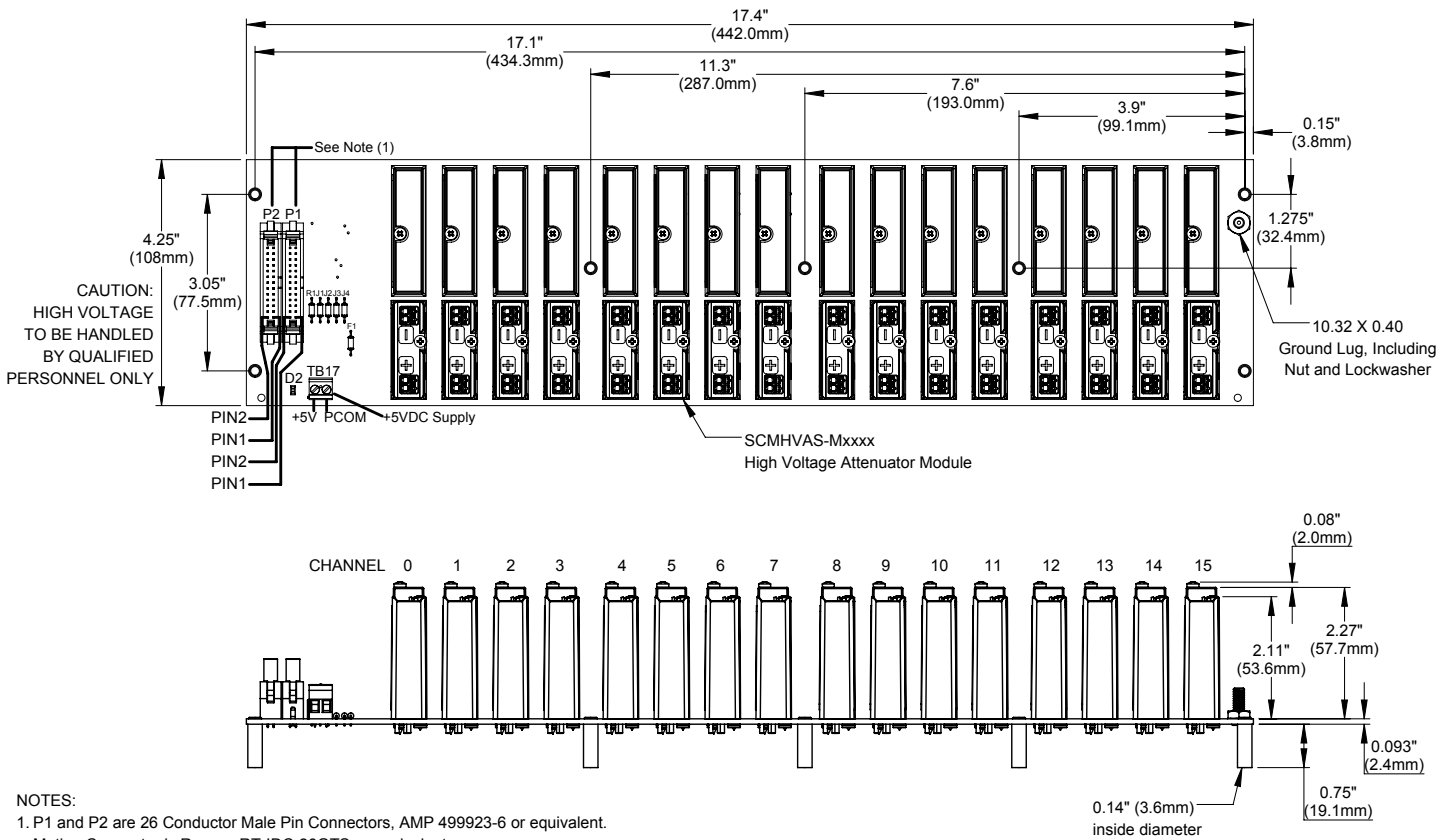 17.4"
(442.0mm)
17.1"
(434.3mm)
11.3"
(287.0mm)
7.6"
(193.0mm)
3.9"
(99.1mm)
0.15"
(3.8mm)
See Note (1)
P2 P1
4.25"
(108mm)
3.05"
(77.5mm)
1.275"
(32.4mm)
CAUTION:
HIGH VOLTAGE
TO BE HANDLED
BY QUALIFIED
PERSONNEL ONLY
R1J1J2J3J4
F1
D2
TB17
+5V PCOM
+5VDC Supply
PIN2
PIN1
PIN2
PIN1
10.32 X 0.40
Ground Lug, Including
Nut and Lockwasher
SCMHVAS-Mxxxx
High Voltage Attenuator Module
CHANNEL 0 1 2 3 4 5 6 7 8 9 10 11 12 13 14 15
0.08"
(2.0mm)
2.11"
(53.6mm)
2.27"
(57.7mm)
0.093"
(2.4mm)
0.75"
(19.1mm)
0.14" (3.6mm)
inside diameter
NOTES:
1. P1 and P2 are 26 Conductor Male Pin Connectors, AMP 499923-6 or equivalent.